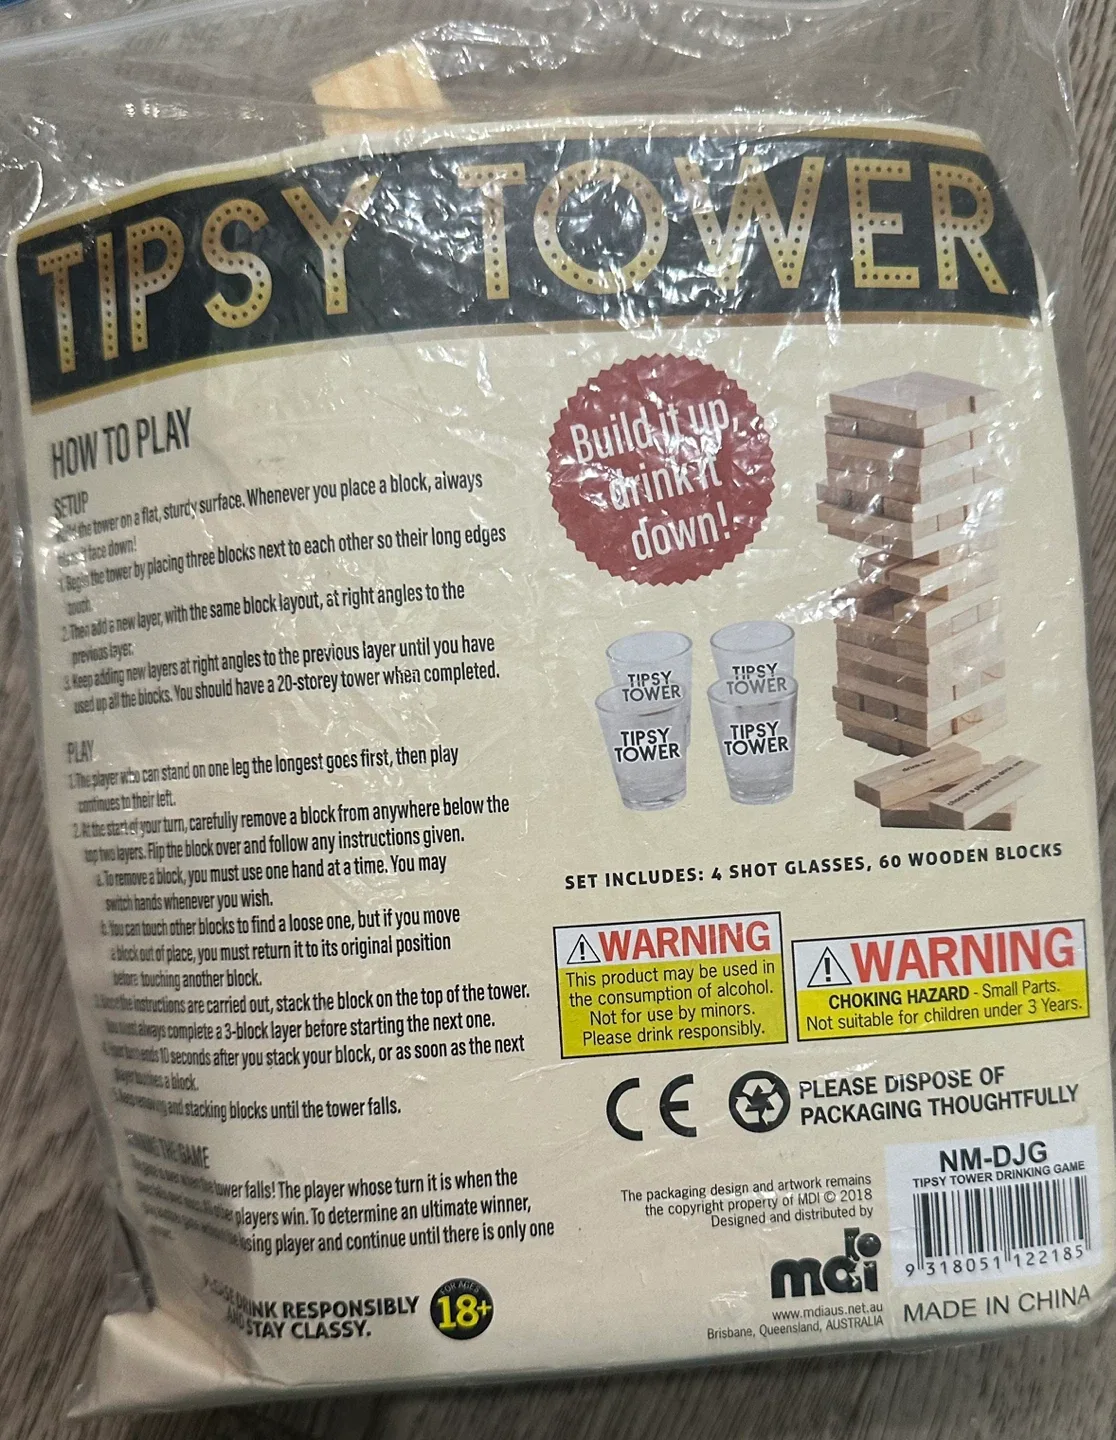 TIPSY TOWER
HOW TO PLAY
SETUP
the tower on a flat, sturdy surface. Whenever you place a block, always
face down!
1. Begin the tower by placing three blocks next to each other so their long edges
touch.
2. Then add a new layer, with the same block layout, at right angles to the
previous layer.
3. Keep adding new layers at right angles to the previous layer until you have
used up all the blocks. You should have a 20-storey tower when completed.
PLAY
1. The player who can stand on one leg the longest goes first, then play
continues to their left.
2. At the start of your turn, carefully remove a block from anywhere below the
top two layers. Flip the block over and follow any instructions given.
a. To remove a block, you must use one hand at a time. You may
switch hands whenever you wish.
b. You can touch other blocks to find a loose one, but if you move
a block out of place, you must return it to its original position
before touching another block.
the instructions are carried out, stack the block on the top of the tower.
You must always complete a 3-block layer before starting the next one.
ends 10 seconds after you stack your block, or as soon as the next
player touches a block.
and stacking blocks until the tower falls.
THE GAME
tower falls! The player whose turn it is when the
players win. To determine an ultimate winner,
losing player and continue until there is only one
DRINK RESPONSIBLY
AND STAY CLASSY.
FOR AGES
18+
Build it up,
drink it
down!
TIPSY
TOWER
TIPSY
TOWER
TIPSY
TOWER
TIPSY
TOWER
SET INCLUDES: 4 SHOT GLASSES, 60 WOODEN BLOCKS
WARNING
This product may be used in
the consumption of alcohol.
Not for use by minors.
Please drink responsibly.
WARNING
CHOKING HAZARD - Small Parts.
Not suitable for children under 3 Years.
CE
PLEASE DISPOSE OF
PACKAGING THOUGHTFULLY
The packaging design and artwork remains
the copyright property of MDI © 2018
Designed and distributed by
mdi
www.mdiaus.net.au
Brisbane, Queensland, AUSTRALIA
NM-DJG
TIPSY TOWER DRINKING GAME
9 318051 122185
MADE IN CHINA